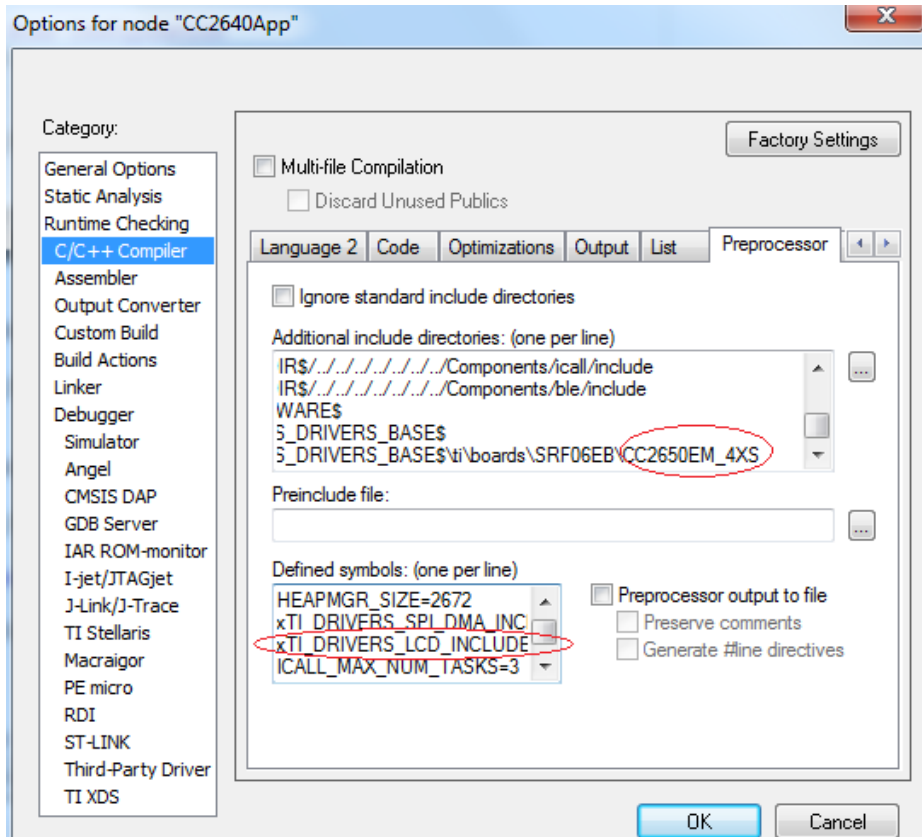 Options for node "CC2640App"
Category:
General Options
Static Analysis
Runtime Checking
C/C++ Compiler
Assembler
Output Converter
Custom Build
Build Actions
Linker
Debugger
Simulator
Angel
CMSIS DAP
GDB Server
IAR ROM-monitor
I-jet/JTAGjet
J-Link/J-Trace
TI Stellaris
Macraigor
PE micro
RDI
ST-LINK
Third-Party Driver
TI XDS
Factory Settings
Multi-file Compilation
Discard Unused Publics
Language 2 Code Optimizations Output List Preprocessor
Ignore standard include directories
Additional include directories: (one per line)
IR$/../../../../../../../Components/icall/include
IR$/../../../../../../../Components/ble/include
WARE$
S_DRIVERS_BASE$
S_DRIVERS_BASE$\ti\boards\SRF06EB\CC2650EM_4XS
...
Preinclude file:
...
Defined symbols: (one per line)
HEAPMGR_SIZE=2672
xTI_DRIVERS_SPI_DMA_INC
xTI_DRIVERS_LCD_INCLUDE
ICALL_MAX_NUM_TASKS=3
Preprocessor output to file
Preserve comments
Generate #line directives
OK
Cancel